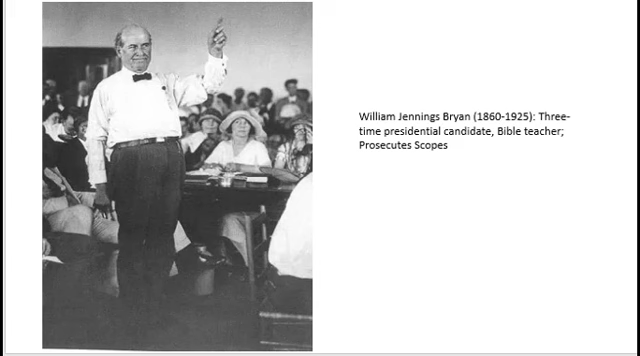 William Jennings Bryan (1860-1925): Three-
time presidential candidate, Bible teacher;
Prosecutes Scopes